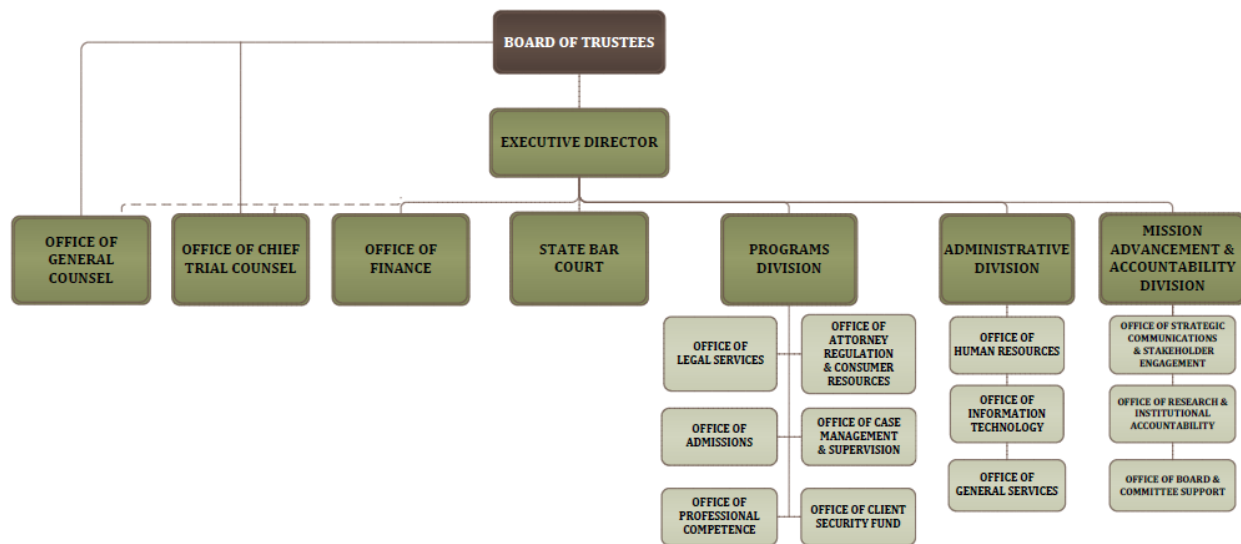 BOARD OF TRUSTEES
EXECUTIVE DIRECTOR
OFFICE OF
GENERAL
COUNSEL
OFFICE OF CHIEF
TRIAL COUNSEL
OFFICE OF
FINANCE
STATE BAR
COURT
PROGRAMS
DIVISION
ADMINISTRATIVE
DIVISION
MISSION
ADVANCEMENT &
ACCOUNTABILITY
DIVISION
OFFICE OF
LEGAL SERVICES
OFFICE OF
ATTORNEY
REGULATION
& CONSUMER
RESOURCES
OFFICE OF
ADMISSIONS
OFFICE OF CASE
MANAGEMENT
& SUPERVISION
OFFICE OF
PROFESSIONAL
COMPETENCE
OFFICE OF CLIENT
SECURITY FUND
OFFICE OF
HUMAN RESOURCES
OFFICE OF
INFORMATION
TECHNOLOGY
OFFICE OF
GENERAL SERVICES
OFFICE OF STRATEGIC
COMMUNICATIONS
& STAKEHOLDER
ENGAGEMENT
OFFICE OF RESEARCH &
INSTITUTIONAL
ACCOUNTABILITY
OFFICE OF BOARD &
COMMITTEE SUPPORT